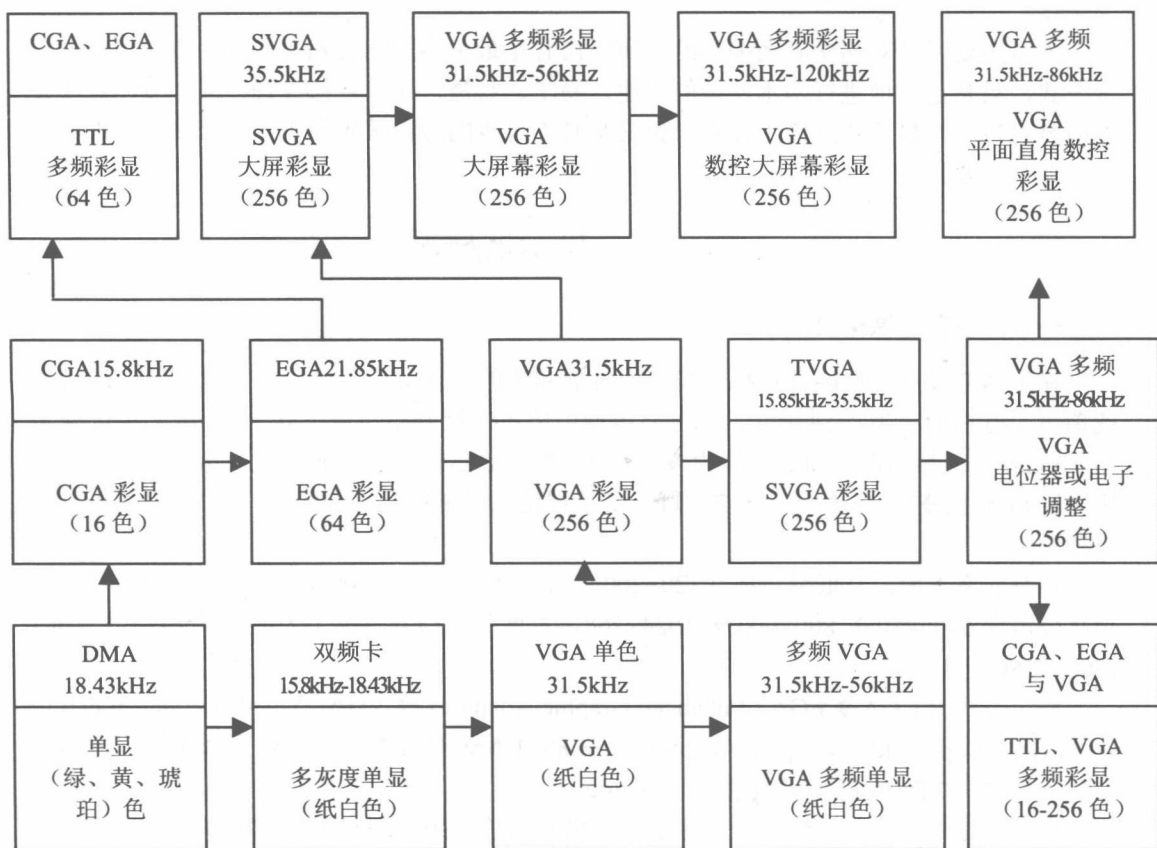 CGA、EGA
TTL
多频彩显
（64 色）
SVGA
35.5kHz
SVGA
大屏彩显
（256 色）
VGA 多频彩显
31.5kHz-56kHz
VGA
大屏幕彩显
（256 色）
VGA 多频彩显
31.5kHz-120kHz
VGA
数控大屏幕彩显
（256 色）
VGA 多频
31.5kHz-86kHz
VGA
平面直角数控
彩显
（256 色）
CGA15.8kHz
CGA 彩显
（16 色）
EGA21.85kHz
EGA 彩显
（64 色）
VGA31.5kHz
VGA 彩显
（256 色）
TVGA
15.85kHz-35.5kHz
SVGA 彩显
（256 色）
VGA 多频
31.5kHz-86kHz
VGA
电位器或电子
调整
（256 色）
DMA
18.43kHz
单显
（绿、黄、琥
珀）色
双频卡
15.8kHz-18.43kHz
多灰度单显
（纸白色）
VGA 单色
31.5kHz
VGA
（纸白色）
多频 VGA
31.5kHz-56kHz
VGA 多频单显
（纸白色）
CGA、EGA
与 VGA
TTL、VGA
多频彩显
（16-256 色）